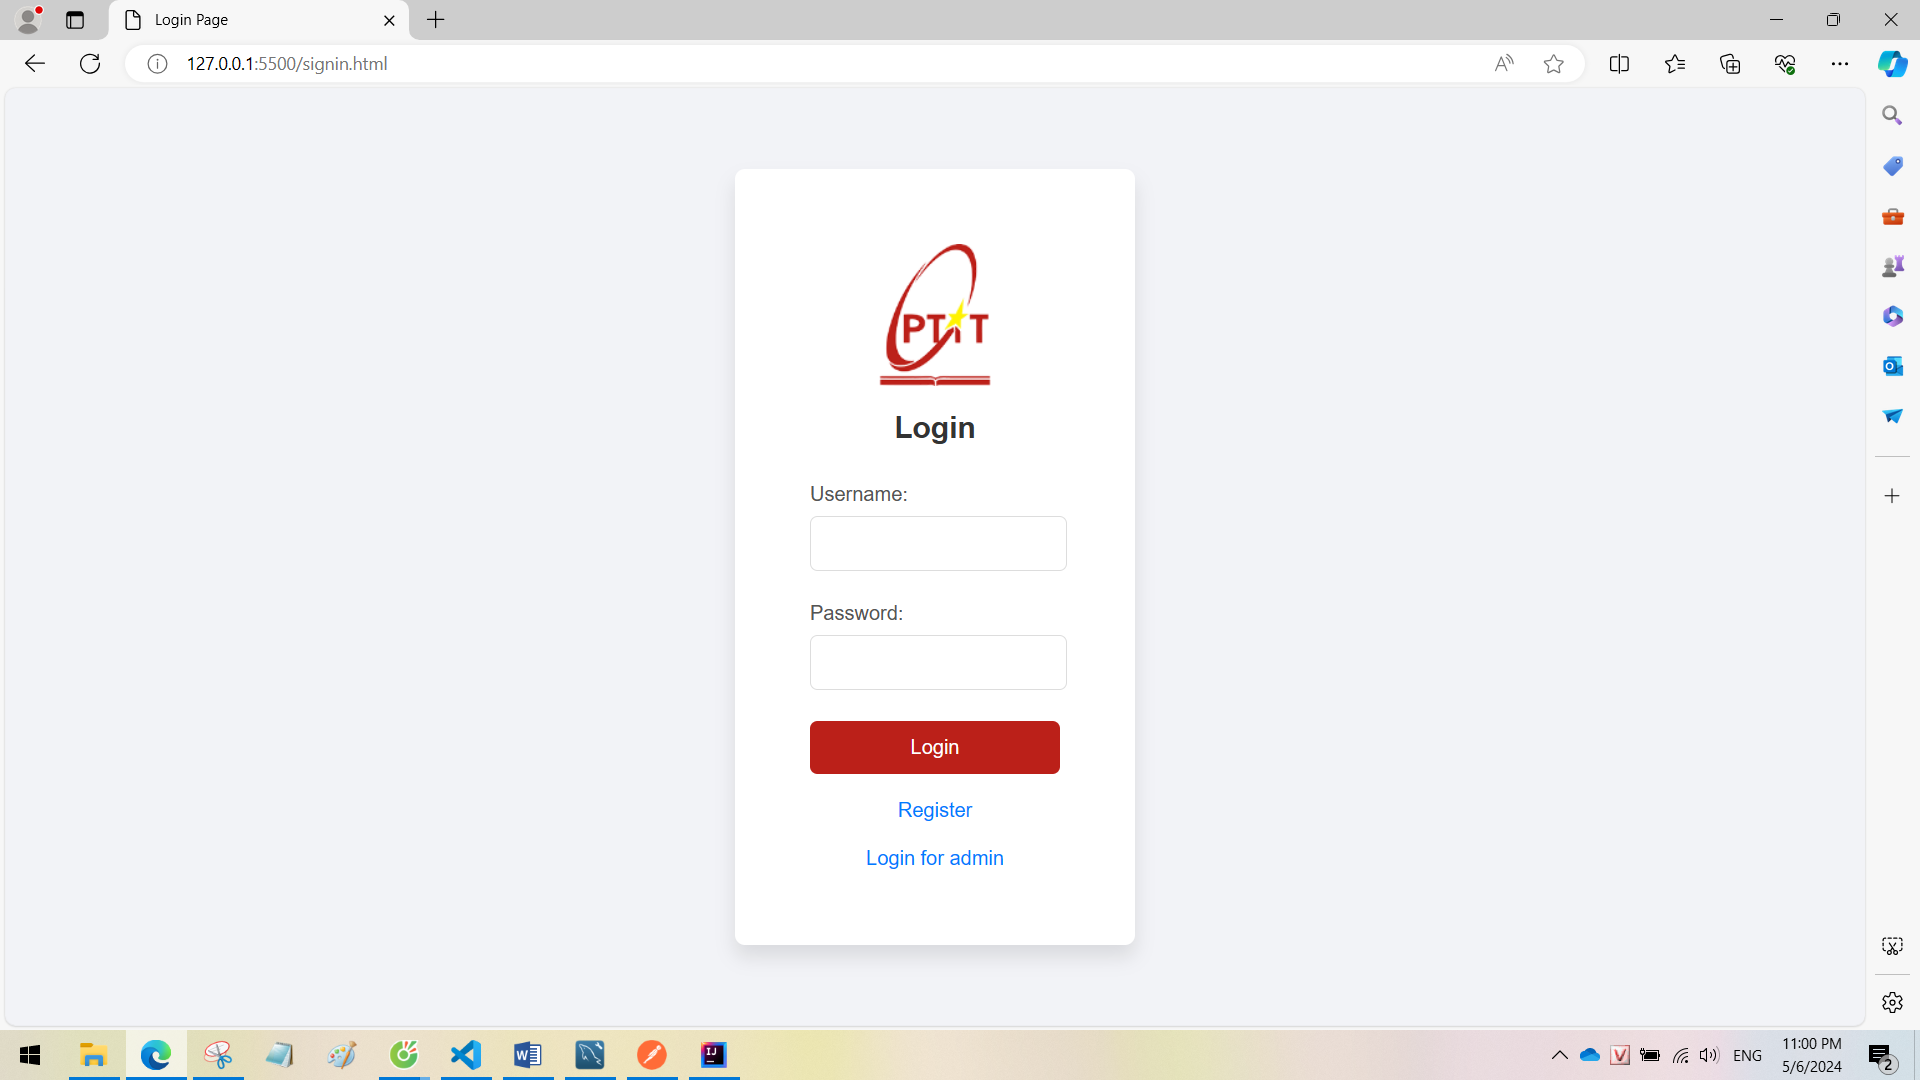 Login Page
127.0.0.1:5500/signin.html
PTIT
Login
Username:
Password:
Login
Register
Login for admin
ENG
11:00 PM
5/6/2024
2